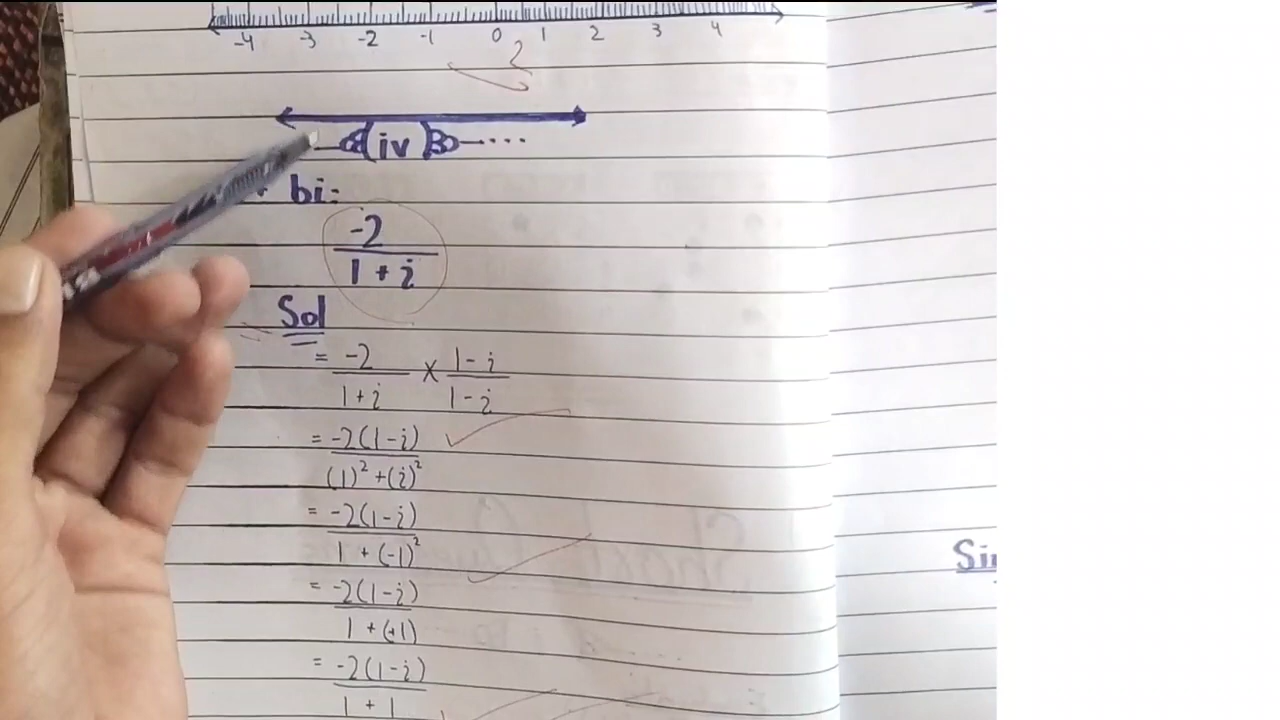 -4 -3 -2 -1 0 1 2 3 4
2
(iv) ....
bi:
-2
1 + i
Sol
= -2 × 1 - i
1 + i 1 - i
= -2(1-i)
(1)² + (i)²
= -2(1-i)
1 + (-1)²
= -2(1-i)
1 + (+1)
= -2(1-i)
1 + 1